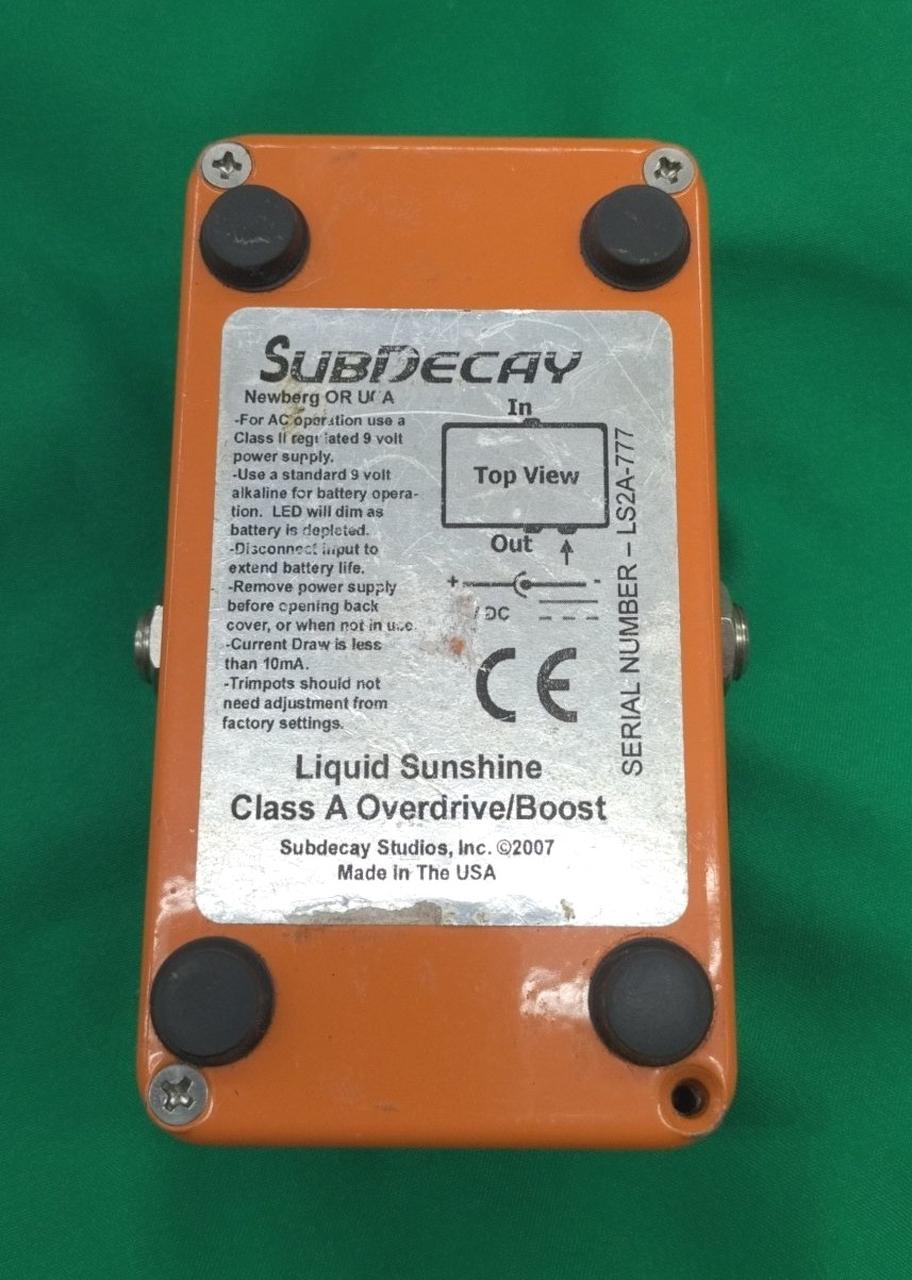 SUBDECAY
Newberg OR USA
-For AC operation use a
Class II regulated 9 volt
power supply.
-Use a standard 9 volt
alkaline for battery opera-
tion. LED will dim as
battery is depleted.
-Disconnect input to
extend battery life.
-Remove power supply
before opening back
cover, or when not in use.
-Current Draw is less
than 10mA.
-Trimpots should not
need adjustment from
factory settings.
In
Top View
Out
+ -
DC
CE
SERIAL NUMBER – LS2A-777
Liquid Sunshine
Class A Overdrive/Boost
Subdecay Studios, Inc. ©2007
Made in The USA